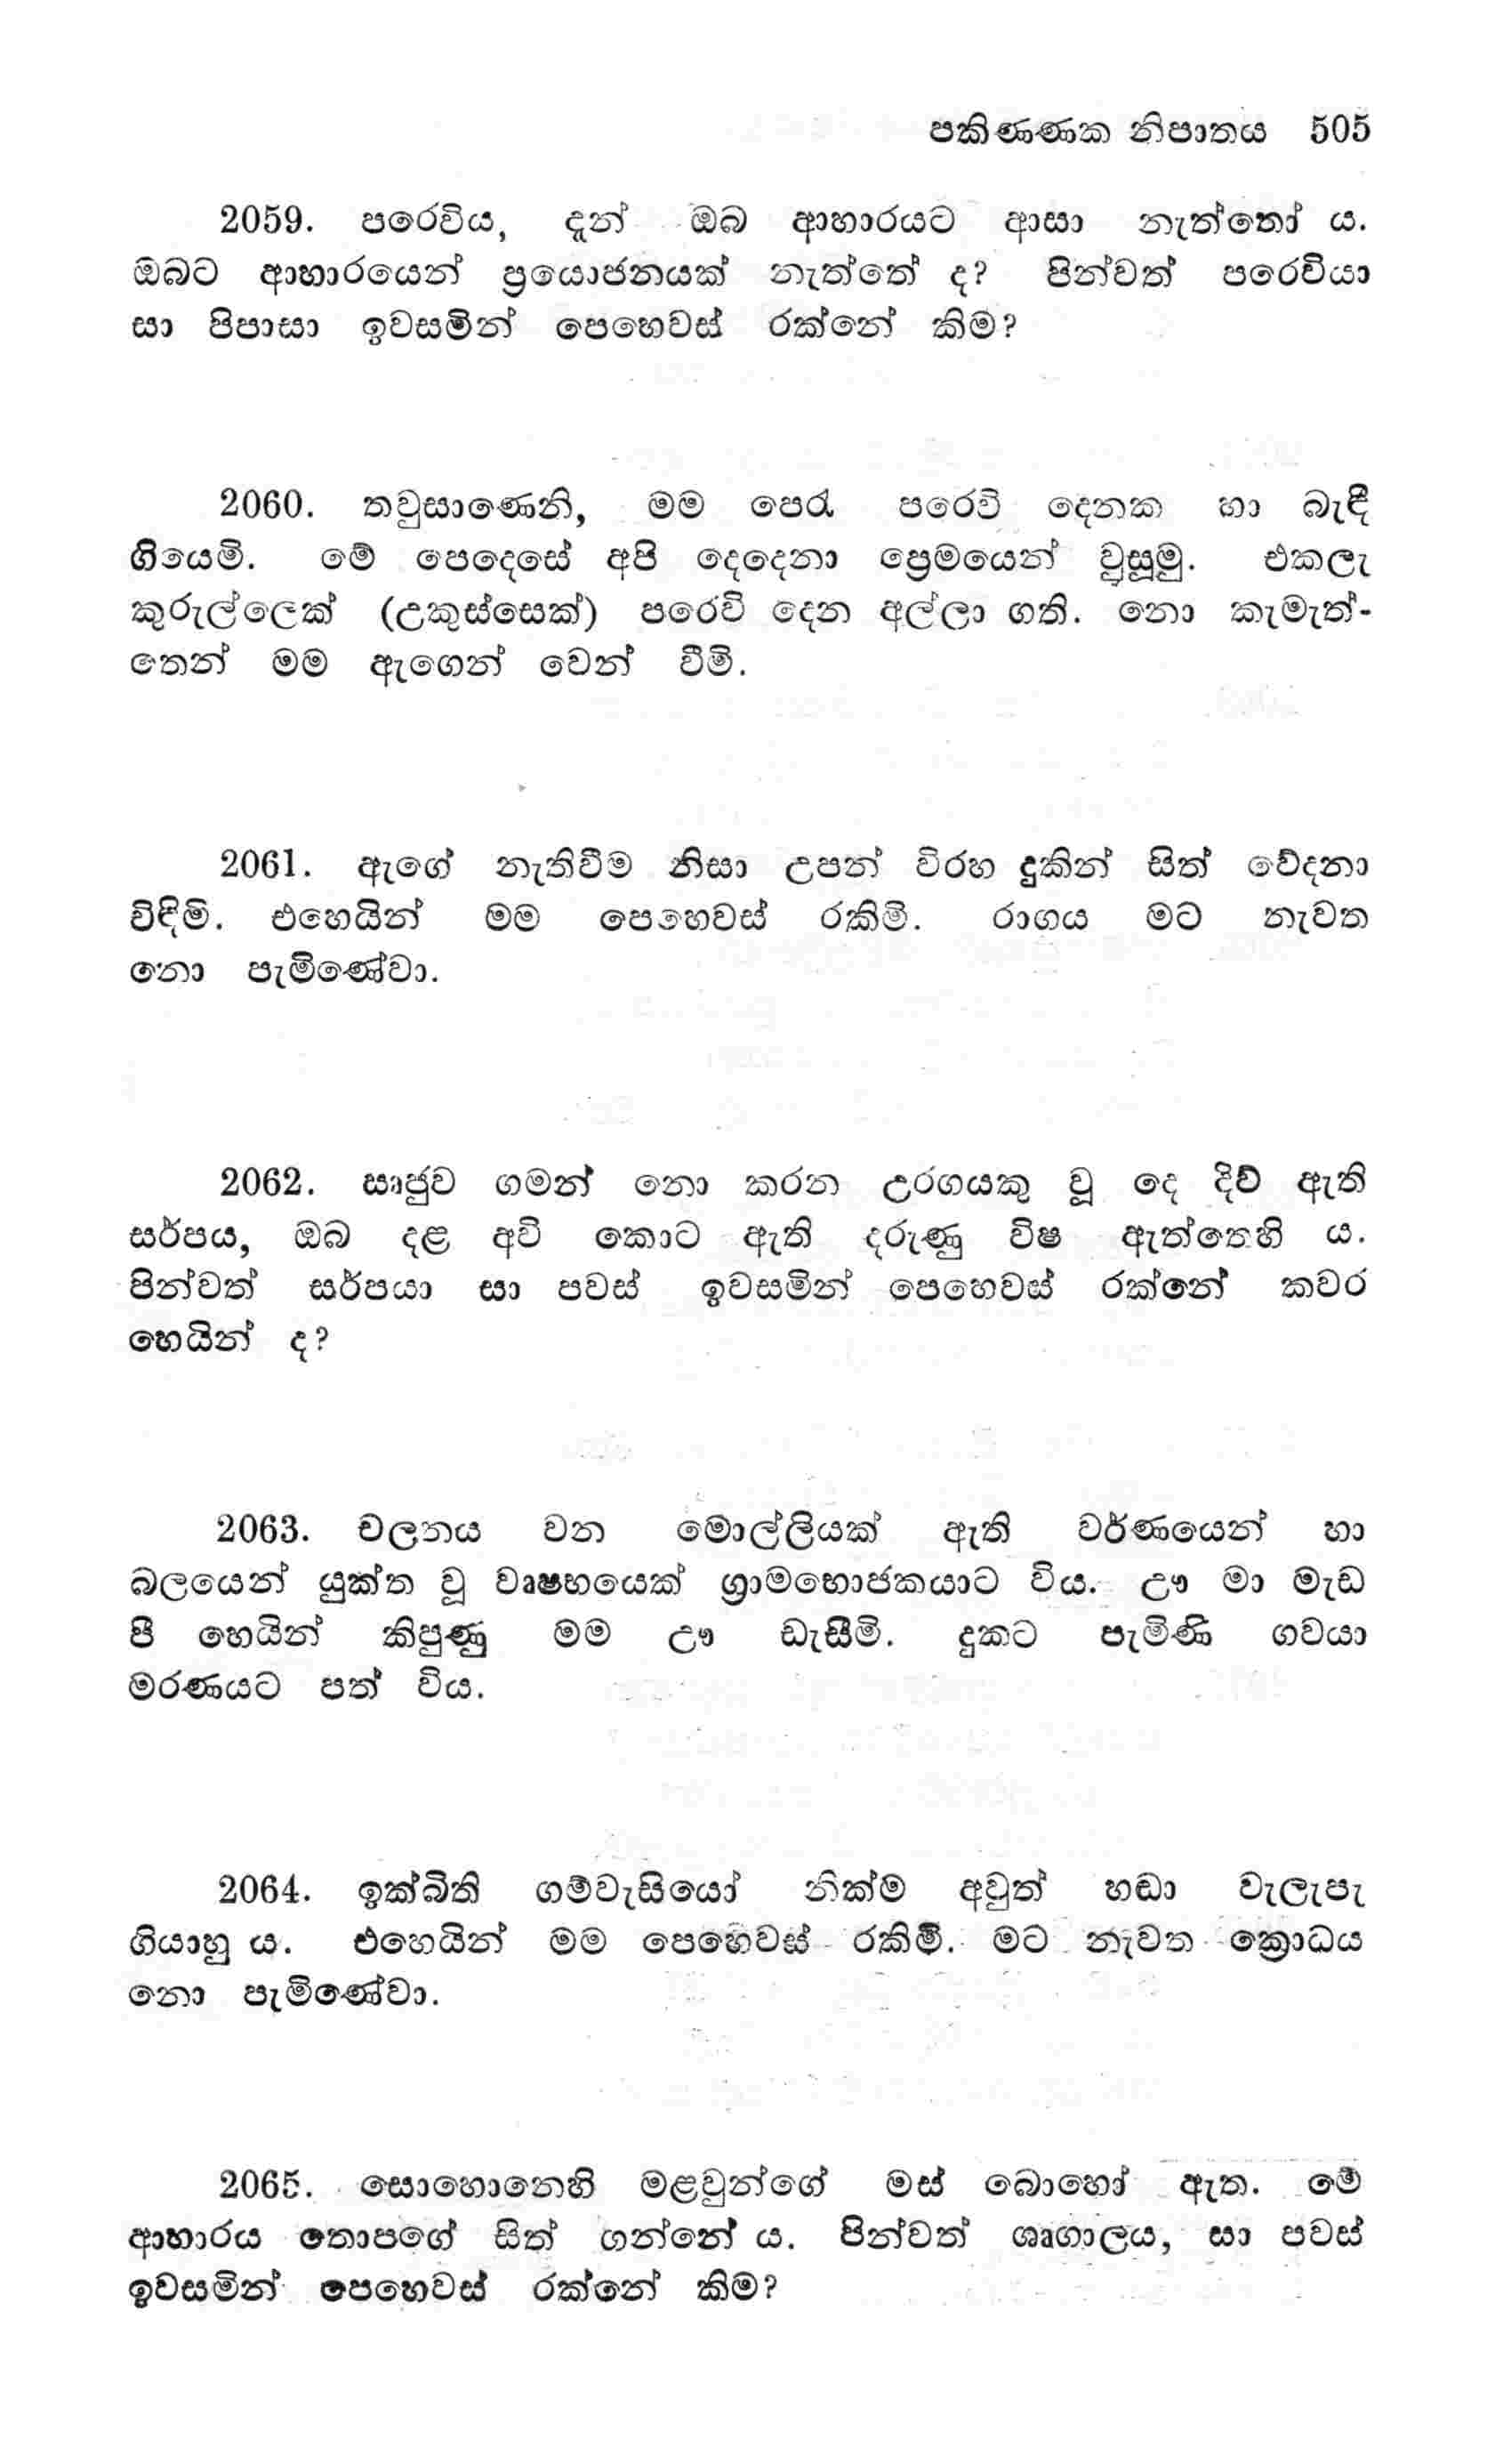 පකිණණක නිපාතය 505
2059. පරෙවිය, දැන් ඔබ ආහාරයට ආසා නැත්තෝ ය.
ඔබට ආහාරයෙන් ප්‍රයොජනයක් නැත්තේ ද? පින්වත් පරෙවියා
සා පිපාසා ඉවසමින් පෙහෙවස් රක්නේ කිම?
2060. තවුසාණෙනි, මම පෙරැ පරෙවි දෙනක හා බැඳී
ගියෙමි. මේ පෙදෙසේ අපි දෙදෙනා ප්‍රෙමයෙන් වුසූමු. එකලැ
කුරුල්ලෙක් (උකුස්සෙක්) පරෙවි දෙන අල්ලා ගති. නො කැමැත්-
තෙන් මම ඇගෙන් වෙන් වීමි.
2061. ඇගේ නැතිවීම නිසා උපන් විරහ දුකින් සිත් වේදනා
විඳිමි. එහෙයින් මම පෙහෙවස් රකිමි. රාගය මට නැවත
නො පැමිණේවා.
2062. සෘජුව ගමන් නො කරන උරගයකු වූ දෙ දිව් ඇති
සර්පය, ඔබ දළ අවි කොට ඇති දරුණු විෂ ඇත්තෙහි ය.
පින්වත් සර්පයා සා පවස් ඉවසමින් පෙහෙවස් රක්නේ කවර
හෙයින් ද?
2063. චලනය වන මොල්ලියක් ඇති වර්ණයෙන් හා
බලයෙන් යුක්ත වූ වෘෂභයෙක් ග්‍රාමභොජකයාට විය. ඌ මා මැඩ
පී හෙයින් කිපුණු මම ඌ ඩැසීමි. දුකට පැමිණි ගවයා
මරණයට පත් විය.
2064. ඉක්බිති ගම්වැසියෝ නික්ම අවුත් හඬා වැලැපැ
ගියාහු ය. එහෙයින් මම පෙහෙවස් රකිමි. මට නැවත ක්‍රොධය
නො පැමිණේවා.
2065. සොහොනෙහි මළවුන්ගේ මස් බොහෝ ඇත. මේ
ආහාරය තොපගේ සිත් ගන්නේ ය. පින්වත් ශෘගාලය, සා පවස්
ඉවසමින් පෙහෙවස් රක්නේ කිම?